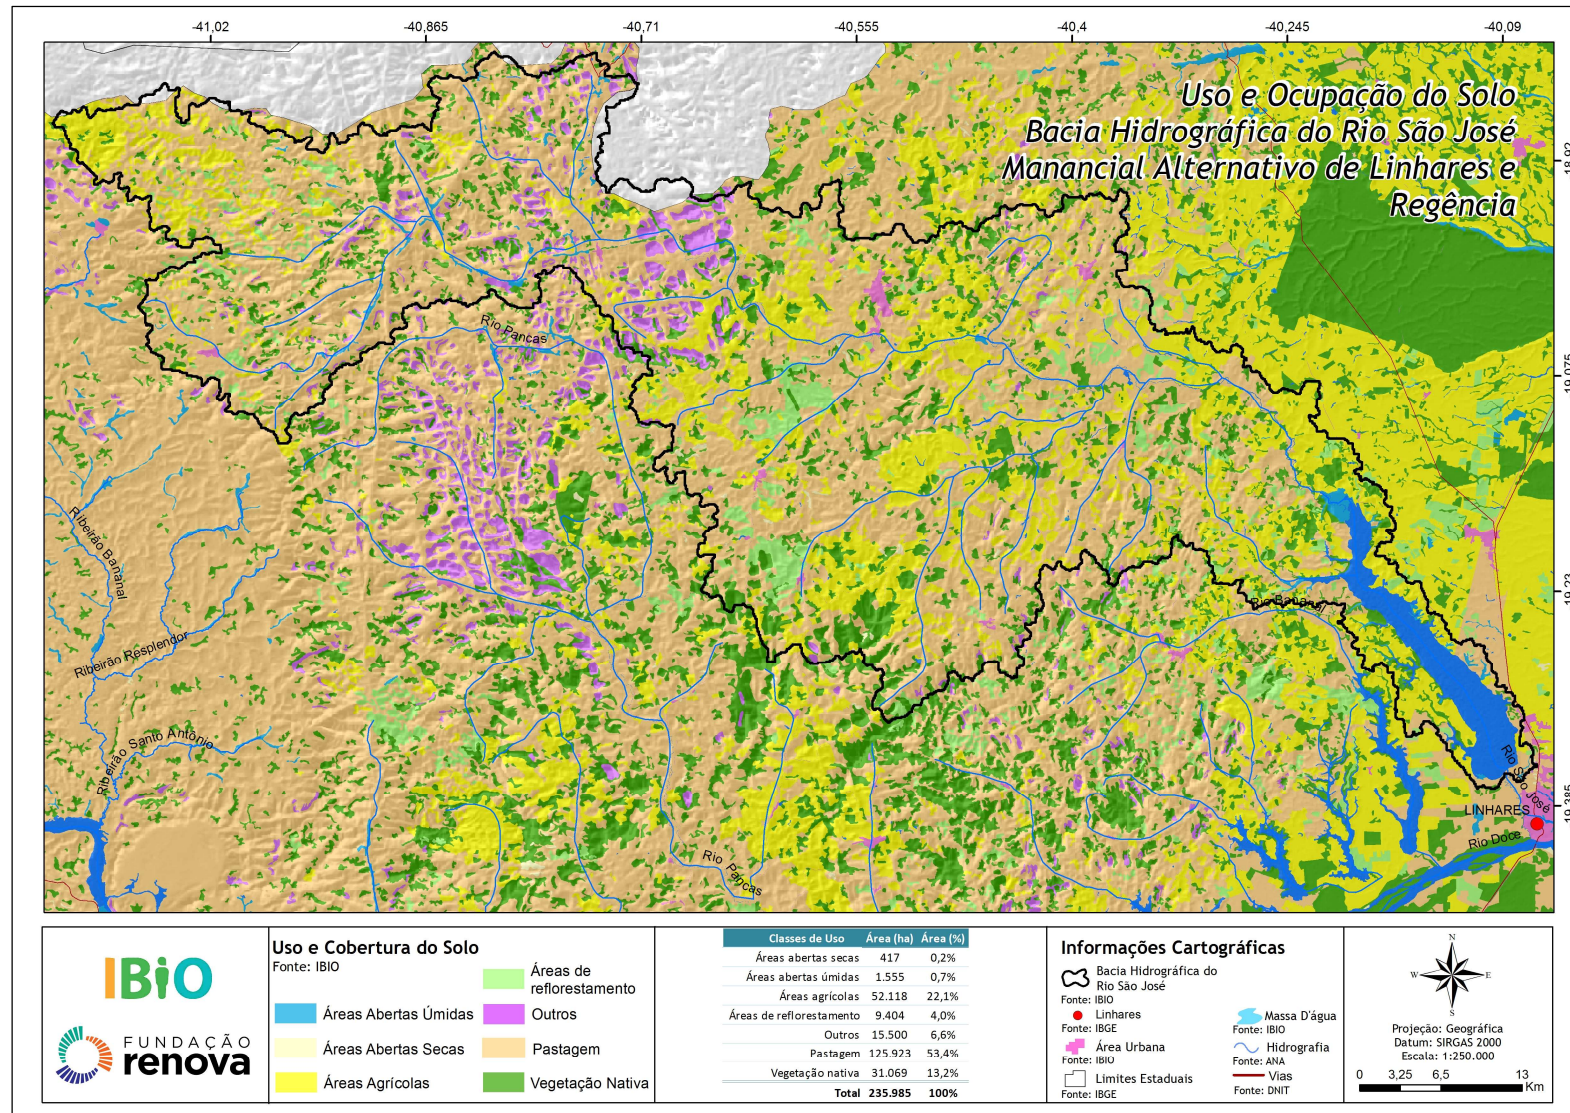 -41,02
-40,865
-40,71
-40,555
-40,4
-40,245
-40,09
Uso e Ocupação do Solo
Bacia Hidrográfica do Rio São José
Manancial Alternativo de Linhares e
Regência
-19,075
-19,23
Rio Pancas
Ribeirão Bananal
Ribeirão Resplendor
Ribeirão Santo Antônio
Rio Bananal
Rio Pancas
Rio São José
LINHARES
Rio Doce
IBiO
FUNDAÇÃO
renova
Uso e Cobertura do Solo
Fonte: IBIO
Áreas Abertas Úmidas
Áreas Abertas Secas
Áreas Agrícolas
Áreas de
reflorestamento
Outros
Pastagem
Vegetação Nativa
Classes de Uso Área (ha) Área (%)
Áreas abertas secas 417 0,2%
Áreas abertas úmidas 1.555 0,7%
Áreas agrícolas 52.118 22,1%
Áreas de reflorestamento 9.404 4,0%
Outros 15.500 6,6%
Pastagem 125.923 53,4%
Vegetação nativa 31.069 13,2%
Total 235.985 100%
Informações Cartográficas
Bacia Hidrográfica do
Rio São José
Fonte: IBIO
Linhares
Fonte: IBGE
Área Urbana
Fonte: IBIO
Limites Estaduais
Fonte: IBGE
Massa D'água
Fonte: IBIO
Hidrografia
Fonte: ANA
Vias
Fonte: DNIT
N
W E
S
Projeção: Geográfica
Datum: SIRGAS 2000
Escala: 1:250.000
0 3,25 6,5 13
Km